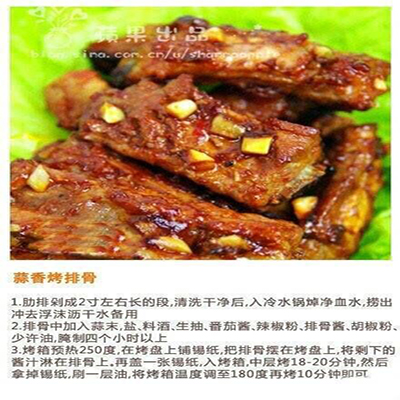 蘋果出品
蒜香烤排骨
1.肋排剁成2寸左右长的段,清洗干净后,入冷水锅焯净血水,捞出
冲去浮沫沥干水备用
2.排骨中加入蒜末,盐、料酒、生抽、番茄酱、辣椒粉、排骨酱、胡椒粉、
少许油,腌制四个小时以上
3.烤箱预热250度,在烤盘上铺锡纸,把排骨摆在烤盘上,将剩下的
酱汁淋在排骨上。再盖一张锡纸,入烤箱,中层烤18-20分钟,然后
拿掉锡纸,刷一层油,将烤箱温度调至180度再烤10分钟即可